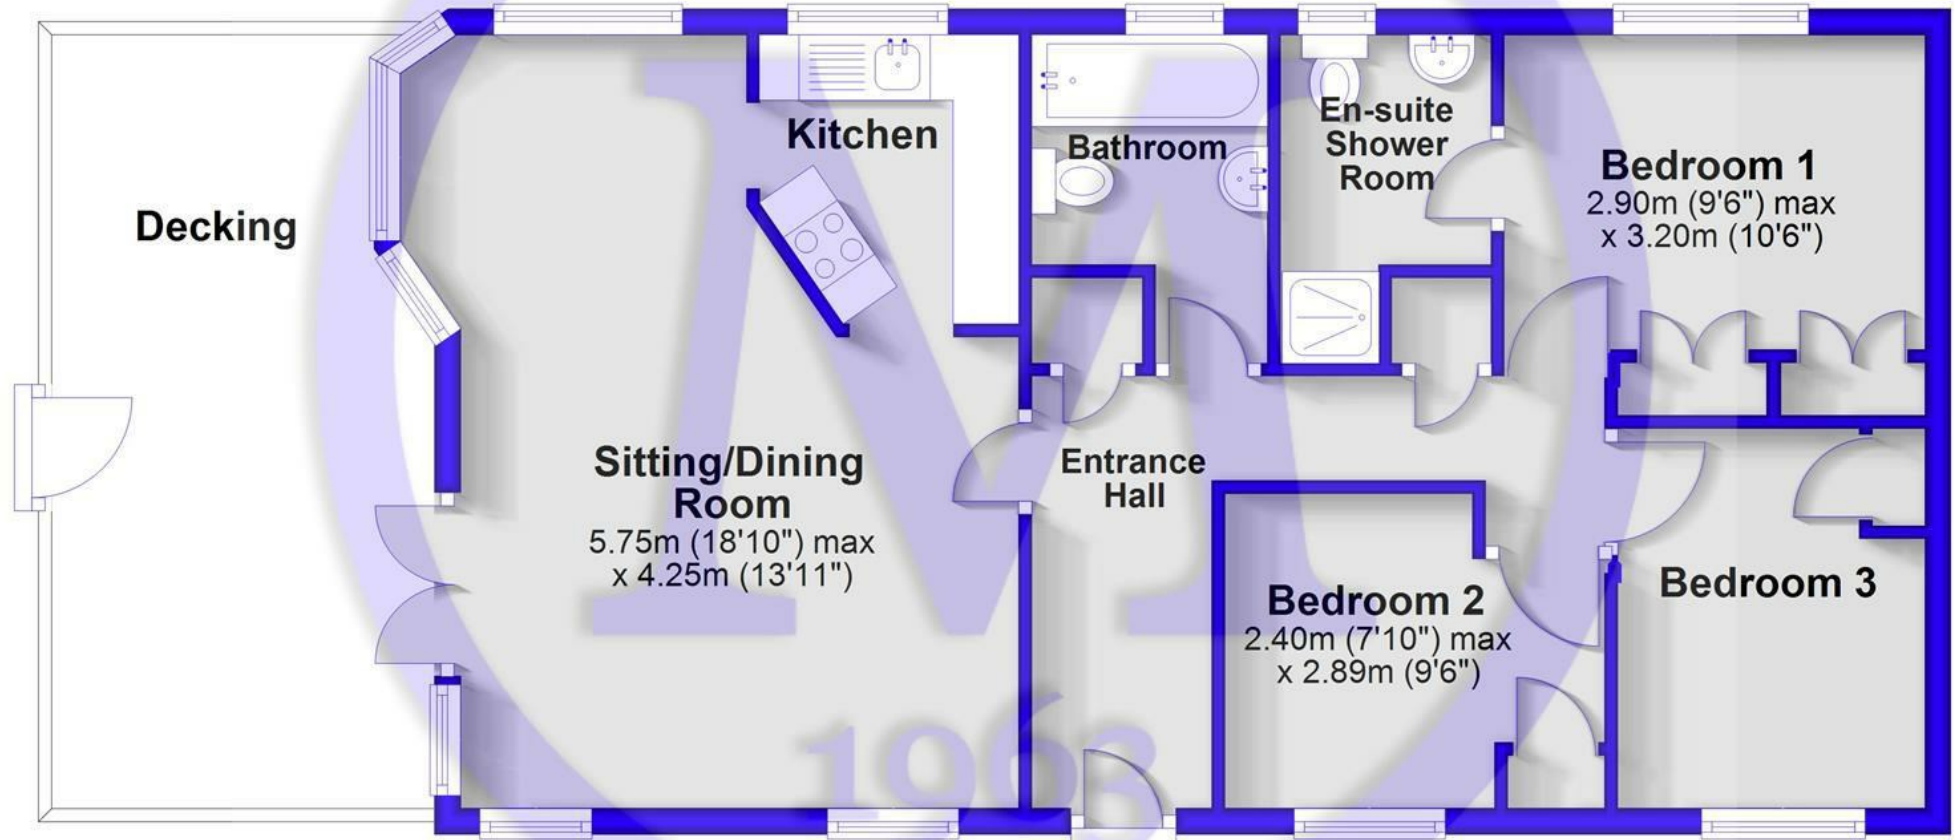 Decking
Kitchen
Bathroom
En-suite
Shower
Room
Bedroom 1
2.90m (9'6") max
x 3.20m (10'6")
Sitting/Dining
Room
5.75m (18'10") max
x 4.25m (13'11")
Entrance
Hall
Bedroom 2
2.40m (7'10") max
x 2.89m (9'6")
Bedroom 3
M
1963